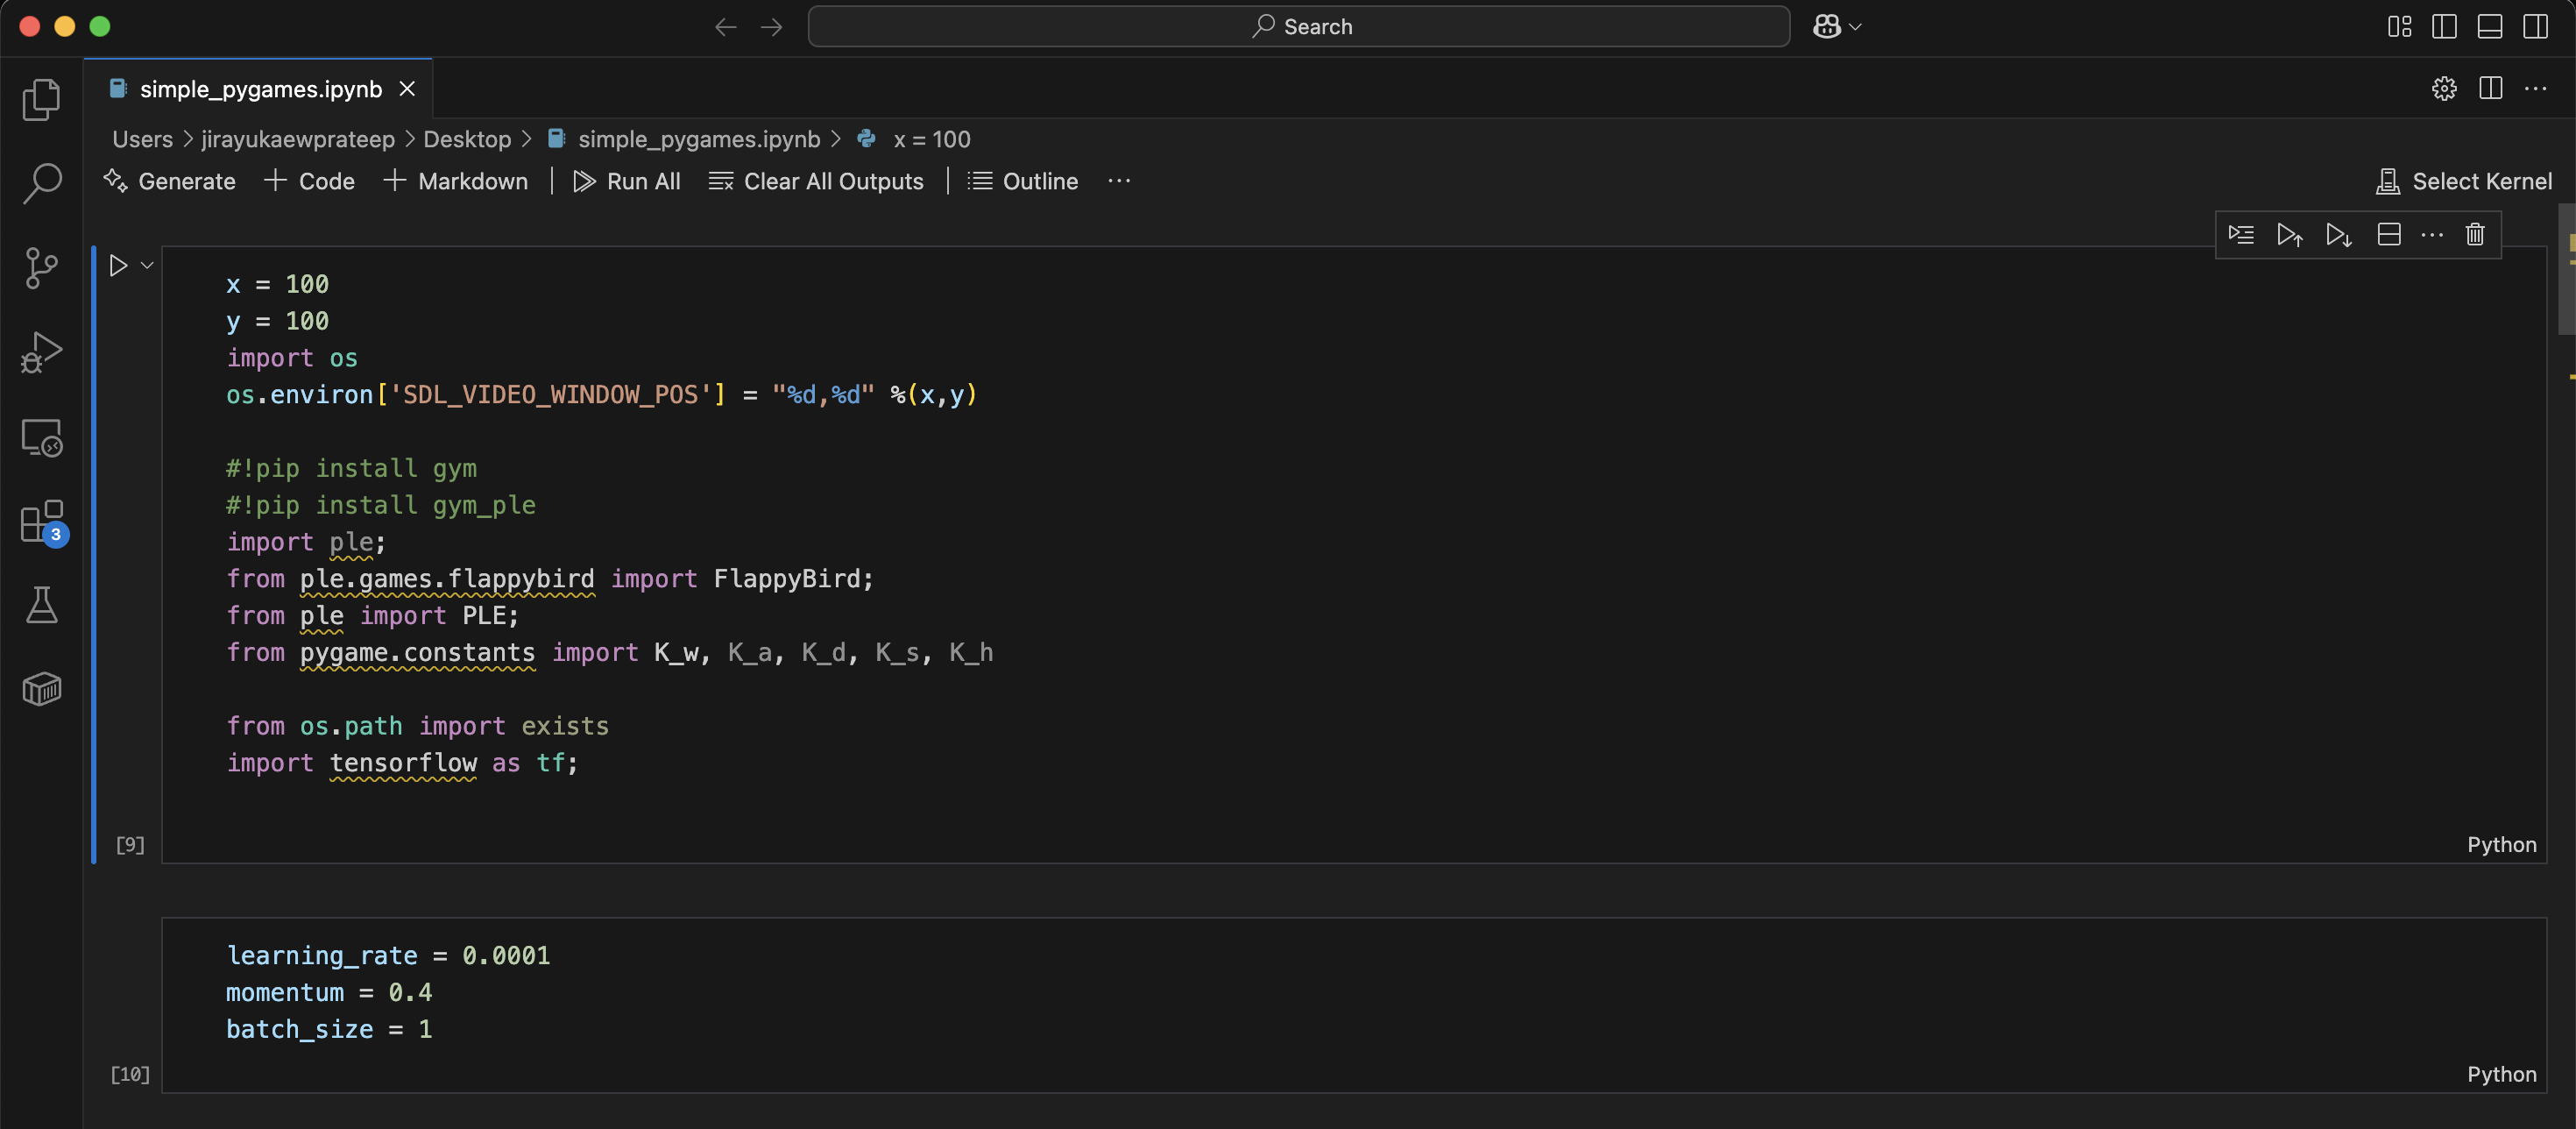 Search
simple_pygames.ipynb
Users > jirayukaewprateep > Desktop > simple_pygames.ipynb > x = 100
Generate + Code + Markdown | Run All Clear All Outputs | Outline ...
Select Kernel
x = 100
y = 100
import os
os.environ['SDL_VIDEO_WINDOW_POS'] = "%d,%d" %(x,y)
#!pip install gym
#!pip install gym_ple
import ple;
from ple.games.flappybird import FlappyBird;
from ple import PLE;
from pygame.constants import K_w, K_a, K_d, K_s, K_h
from os.path import exists
import tensorflow as tf;
[9]
Python
3
learning_rate = 0.0001
momentum = 0.4
batch_size = 1
[10]
Python